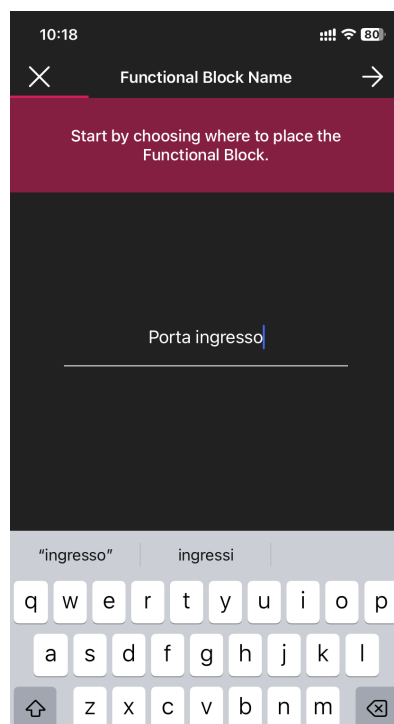 10:18
80
Functional Block Name
Start by choosing where to place the
Functional Block.
Porta ingresso
“ingresso” ingressi
q w e r t y u i o p
a s d f g h j k l
z x c v b n m